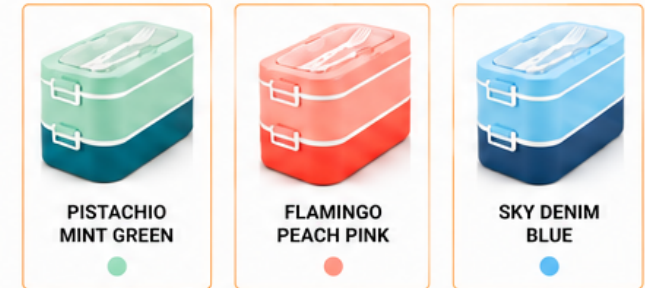 PISTACHIO
MINT GREEN
FLAMINGO
PEACH PINK
SKY DENIM
BLUE